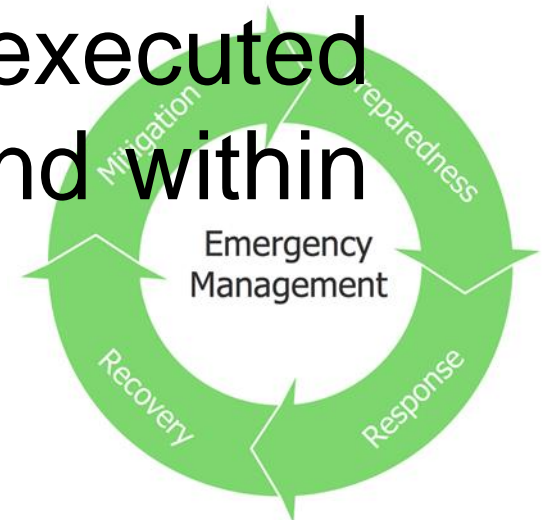 executed
nd within
Mitigation
Preparedness
Emergency
Management
Recovery
Response